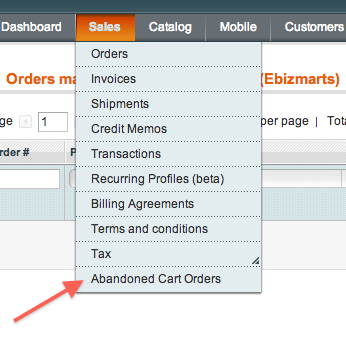 Dashboard Sales Catalog Mobile Customers
Orders
Orders ma (Ebizmarts)
Invoices
Shipments
ge 1 per page | Tota
Credit Memos
rder # P
Transactions
Recurring Profiles (beta)
Billing Agreements
Terms and conditions
Tax
Abandoned Cart Orders